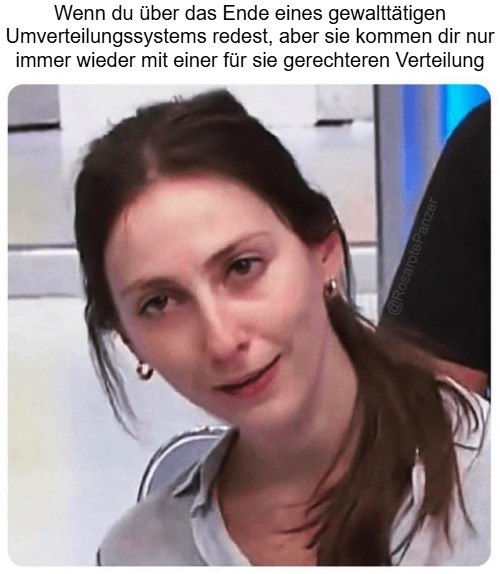 Wenn du über das Ende eines gewalttätigen
Umverteilungssystems redest, aber sie kommen dir nur
immer wieder mit einer für sie gerechteren Verteilung
@RosarotePanzer